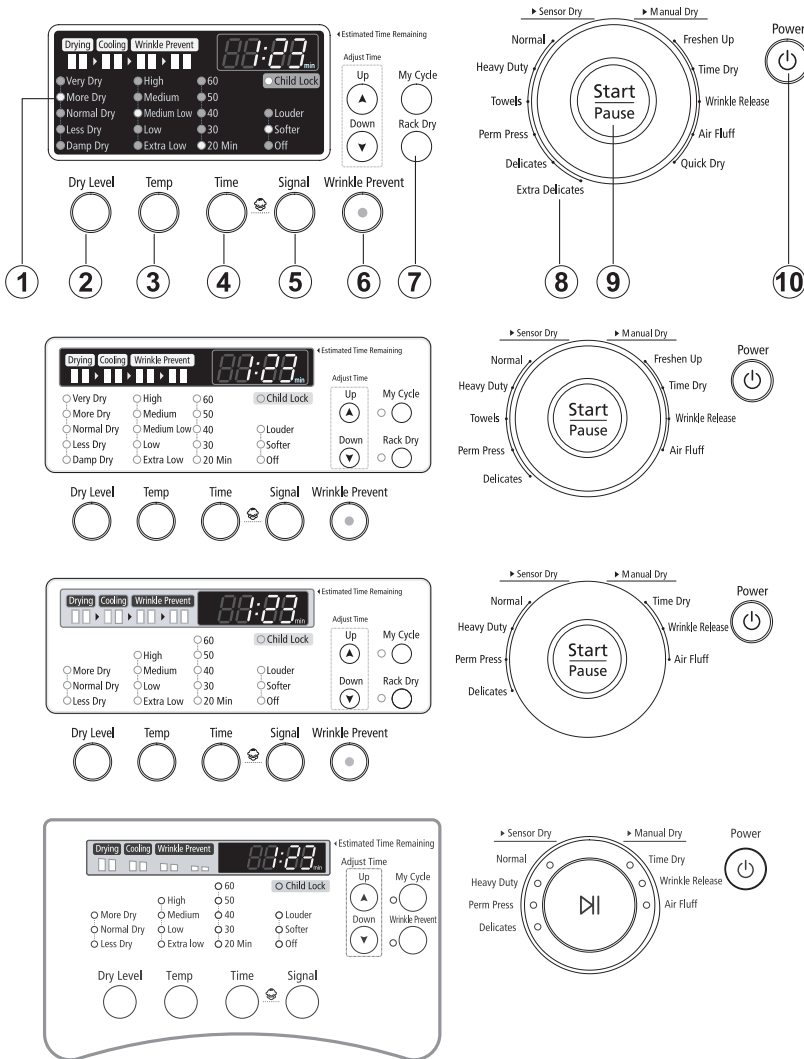 Drying Cooling Wrinkle Prevent 1:23 min
◀ Estimated Time Remaining
Very Dry High 60 Child Lock
More Dry Medium 50
Normal Dry Medium Low 40 Louder
Less Dry Low 30 Softer
Damp Dry Extra Low 20 Min Off
Adjust Time
Up My Cycle
Down Rack Dry
Dry Level Temp Time Signal Wrinkle Prevent
▶ Sensor Dry ▶ Manual Dry
Normal Freshen Up
Heavy Duty Time Dry
Towels Wrinkle Release
Perm Press Air Fluff
Delicates Quick Dry
Extra Delicates
Start
Pause
Power
1 2 3 4 5 6 7 8 9 10
Drying Cooling Wrinkle Prevent 1:23 min
◀ Estimated Time Remaining
Very Dry High 60 Child Lock
More Dry Medium 50
Normal Dry Medium Low 40 Louder
Less Dry Low 30 Softer
Damp Dry Extra Low 20 Min Off
Adjust Time
Up My Cycle
Down Rack Dry
Dry Level Temp Time Signal Wrinkle Prevent
▶ Sensor Dry ▶ Manual Dry
Normal Freshen Up
Heavy Duty Time Dry
Towels Wrinkle Release
Perm Press Air Fluff
Delicates
Start
Pause
Power
Drying Cooling Wrinkle Prevent 1:23 min
◀ Estimated Time Remaining
60 Child Lock
High 50
More Dry Medium 40 Louder
Normal Dry Low 30 Softer
Less Dry Extra Low 20 Min Off
Adjust Time
Up My Cycle
Down Rack Dry
Dry Level Temp Time Signal Wrinkle Prevent
▶ Sensor Dry ▶ Manual Dry
Normal Time Dry
Heavy Duty Wrinkle Release
Perm Press Air Fluff
Delicates
Start
Pause
Power
Drying Cooling Wrinkle Prevent 1:23 min
◀ Estimated Time Remaining
60 Child Lock
High 50
More Dry Medium 40 Louder
Normal Dry Low 30 Softer
Less Dry Extra low 20 Min Off
Adjust Time
Up My Cycle
Down Wrinkle Prevent
Dry Level Temp Time Signal
▶ Sensor Dry ▶ Manual Dry
Normal Time Dry
Heavy Duty Wrinkle Release
Perm Press Air Fluff
Delicates
Power